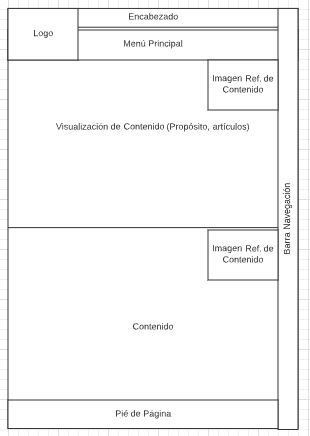 Encabezado
Logo
Menú Principal
Imagen Ref. de
Contenido
Visualización de Contenido (Propósito, artículos)
Barra Navegación
Imagen Ref. de
Contenido
Contenido
Pié de Página